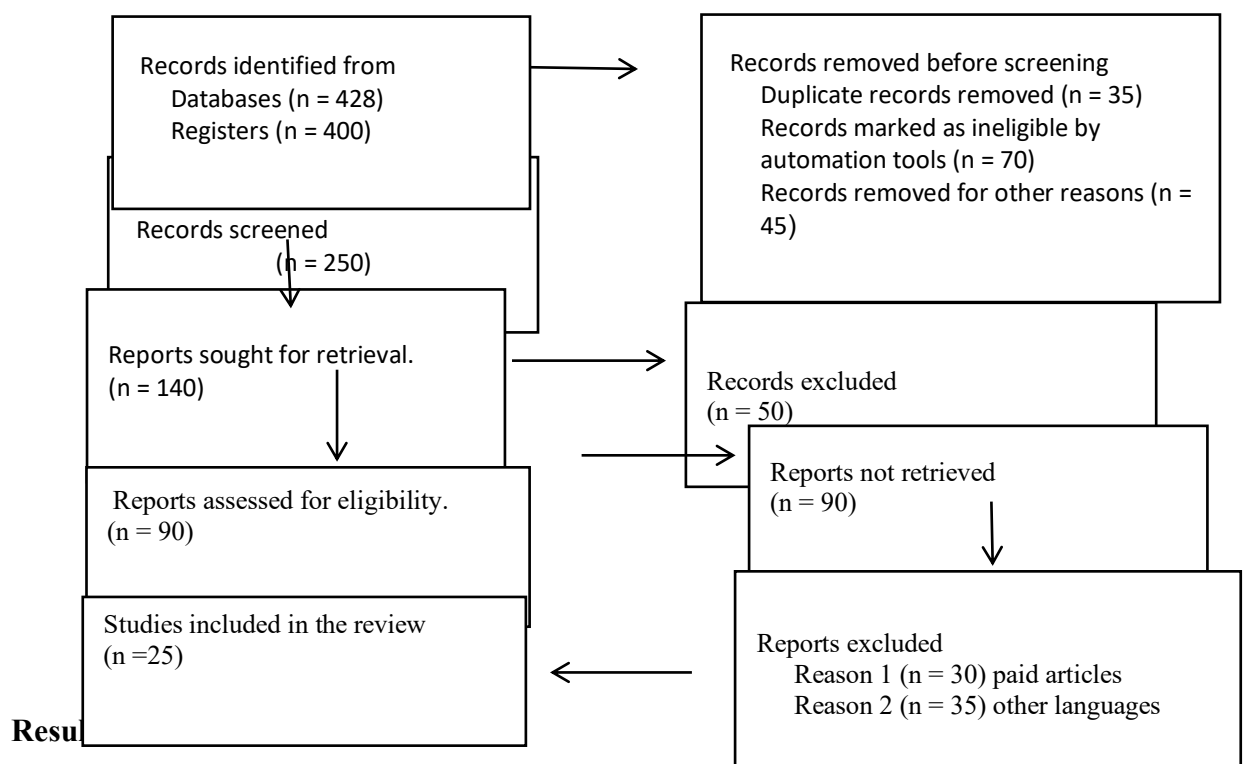 Records identified from
Databases (n = 428)
Registers (n = 400)
Records removed before screening
Duplicate records removed (n = 35)
Records marked as ineligible by
automation tools (n = 70)
Records removed for other reasons (n =
45)
Records screened
(n = 250)
Reports sought for retrieval.
(n = 140)
Records excluded
(n = 50)
Reports not retrieved
(n = 90)
Reports assessed for eligibility.
(n = 90)
Studies included in the review
(n =25)
Reports excluded
Reason 1 (n = 30) paid articles
Reason 2 (n = 35) other languages